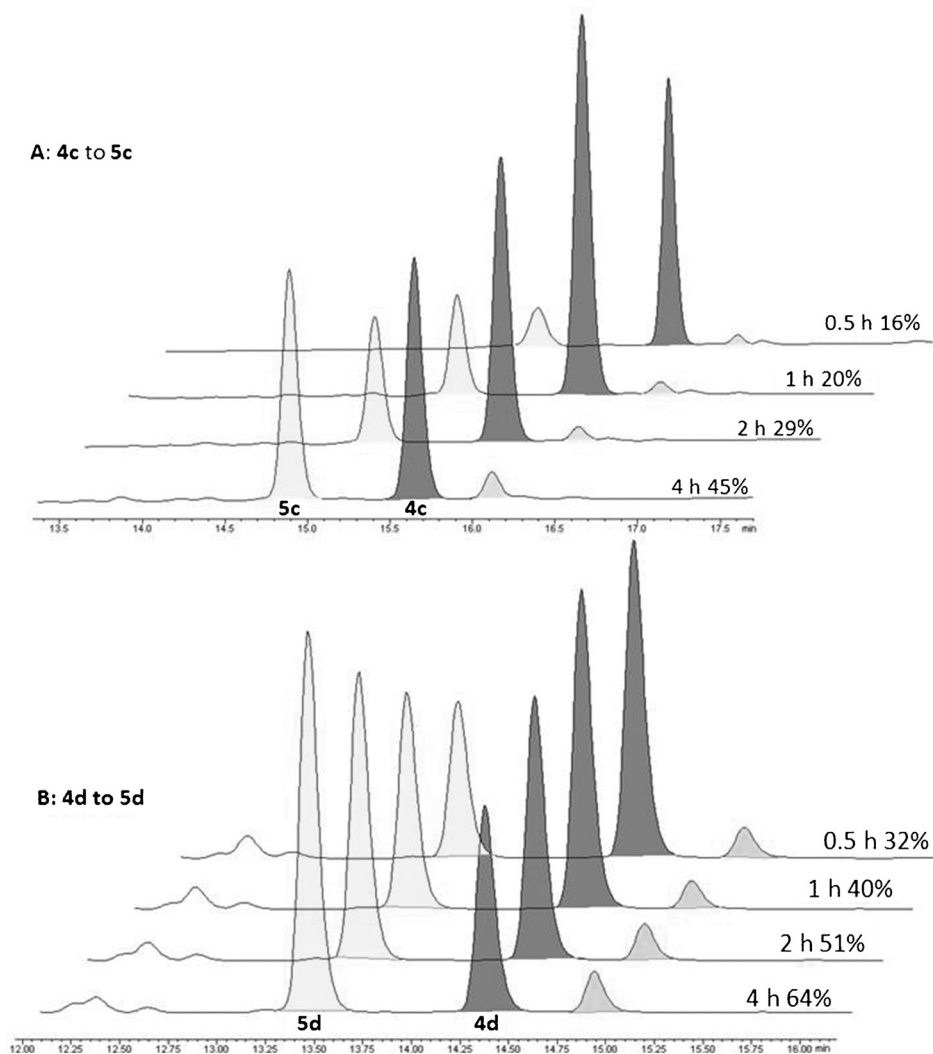 A: 4c to 5c
0.5 h 16%
1 h 20%
2 h 29%
4 h 45%
5c 4c
13.5 14.0 14.5 15.0 15.5 16.0 16.5 17.0 17.5 min
B: 4d to 5d
0.5 h 32%
1 h 40%
2 h 51%
4 h 64%
5d 4d
12.00 12.25 12.50 12.75 13.00 13.25 13.50 13.75 14.00 14.25 14.50 14.75 15.00 15.25 15.50 15.75 16.00 min